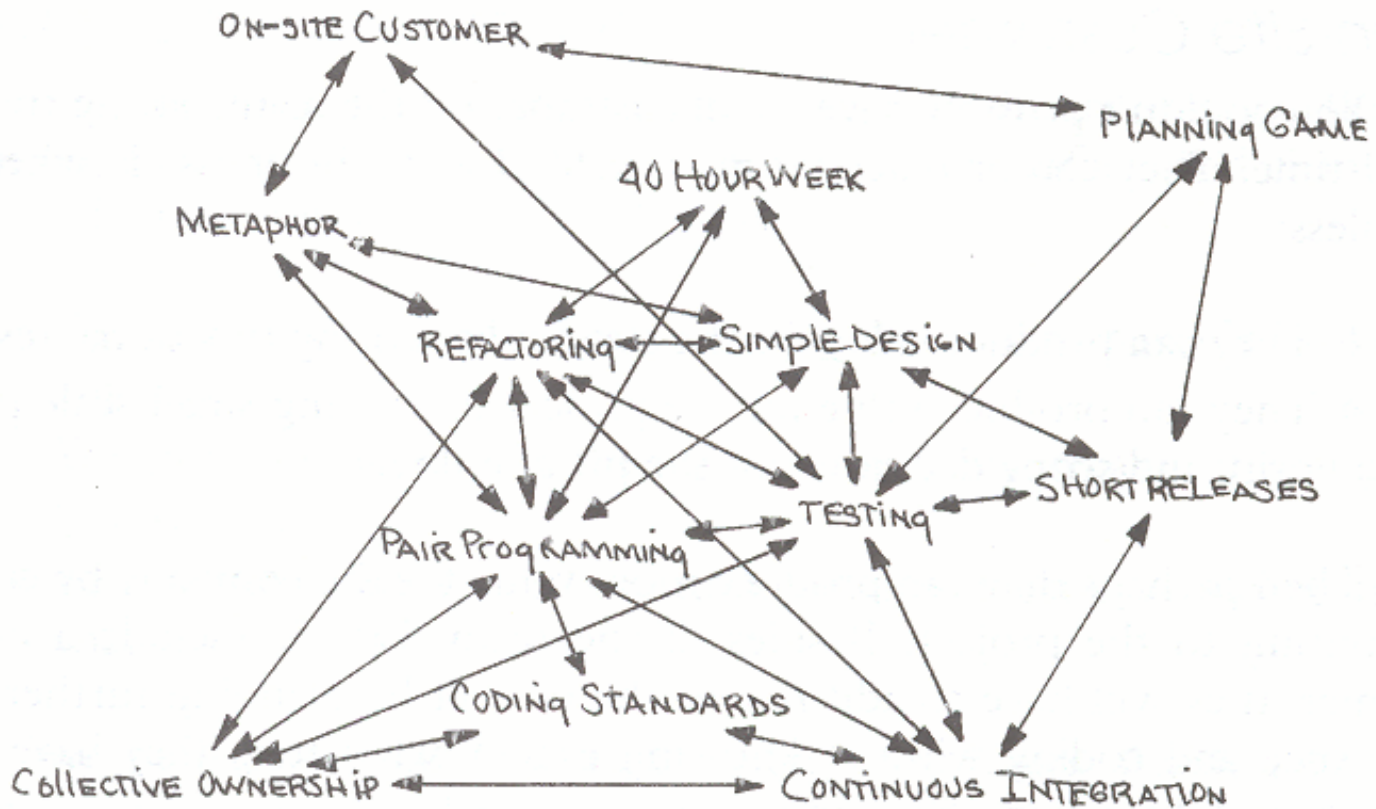 ON-SITE CUSTOMER
PLANNING GAME
40 HOUR WEEK
METAPHOR
REFACTORING
SIMPLE DESIGN
SHORT RELEASES
TESTING
PAIR PROGRAMMING
CODING STANDARDS
COLLECTIVE OWNERSHIP
CONTINUOUS INTEGRATION